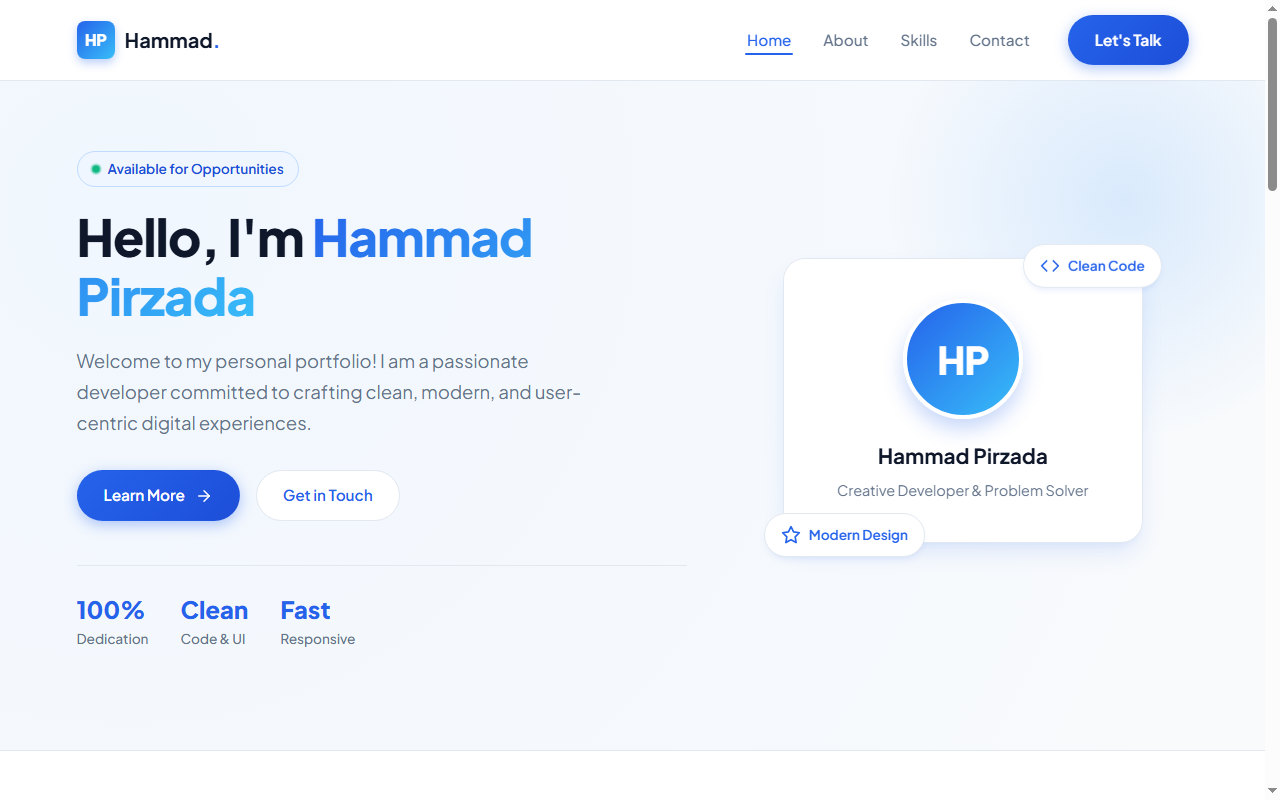 HP Hammad.
Home About Skills Contact Let's Talk
Available for Opportunities
Hello, I'm Hammad
Pirzada
Welcome to my personal portfolio! I am a passionate
developer committed to crafting clean, modern, and user-
centric digital experiences.
Learn More → Get in Touch
100% Clean Fast
Dedication Code & UI Responsive
Clean Code
HP
Hammad Pirzada
Creative Developer & Problem Solver
Modern Design